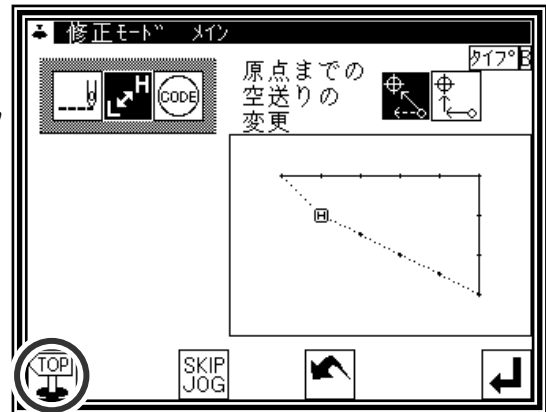 修正ﾓｰﾄﾞ ﾒｲﾝ
ﾀｲﾌﾟB
L H
CODE
原点までの
空送りの
変更
H
TOP
SKIP
JOG